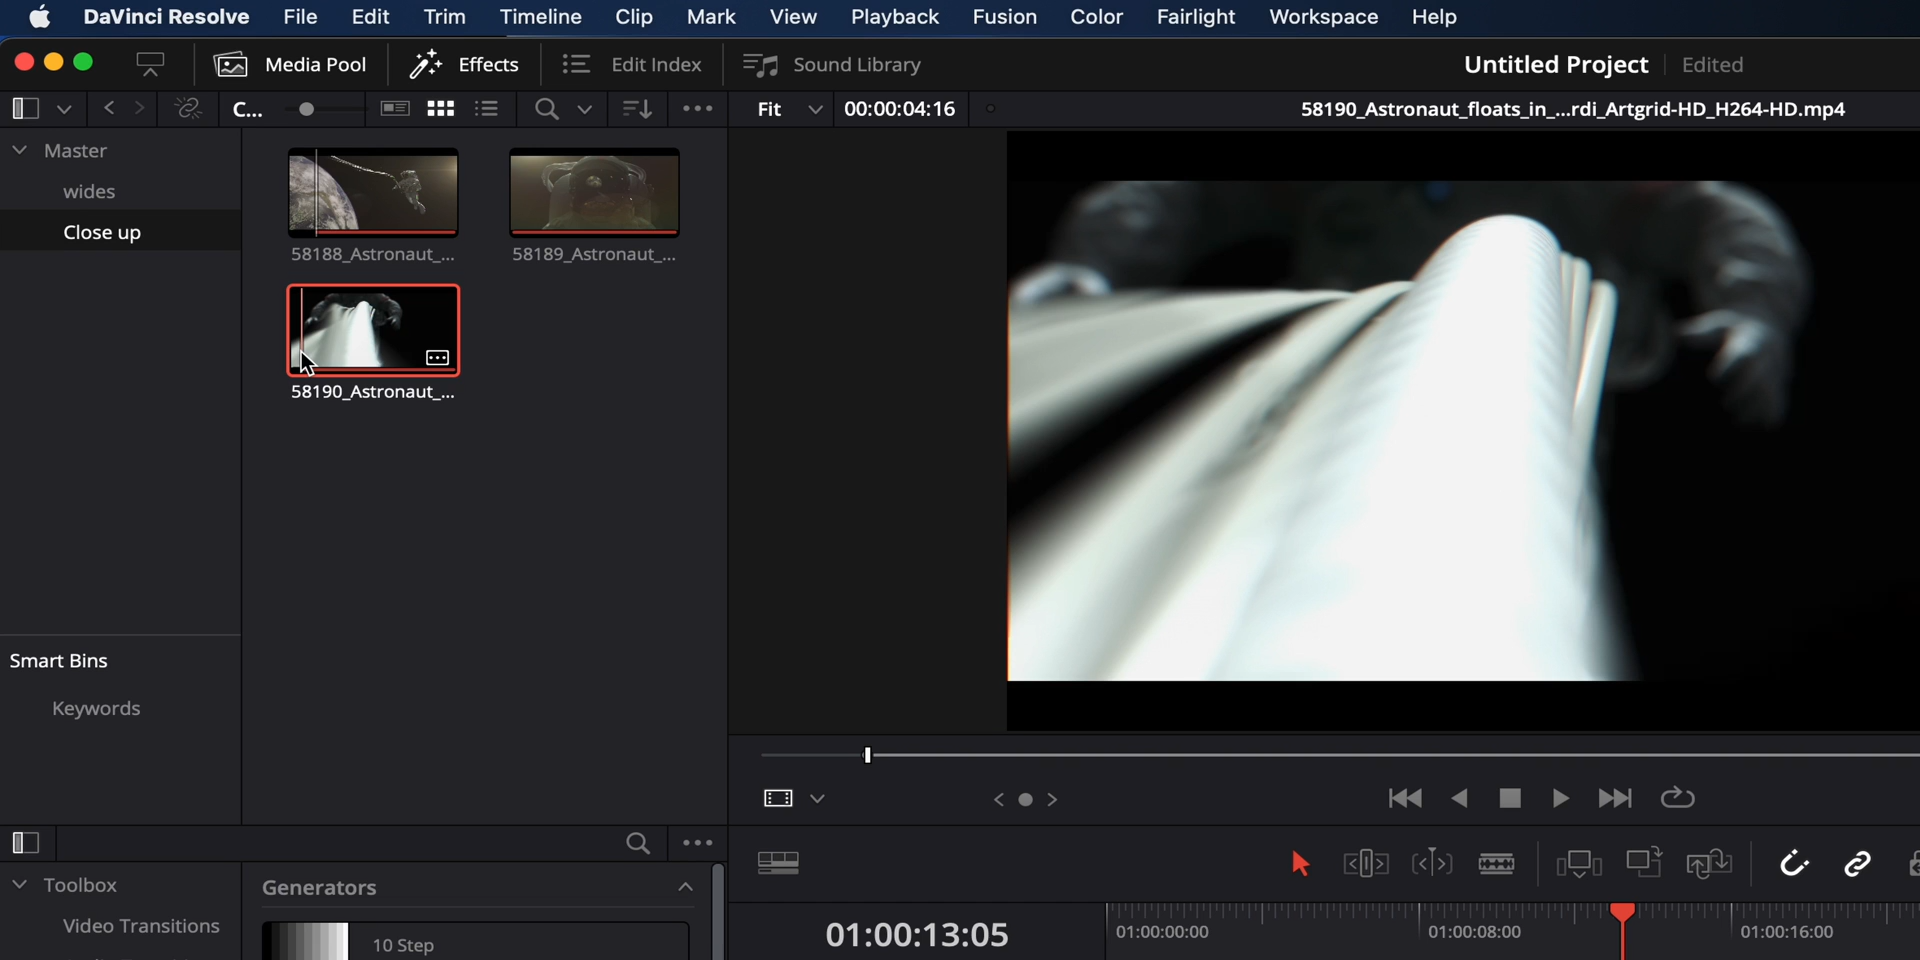 DaVinci Resolve File Edit Trim Timeline Clip Mark View Playback Fusion Color Fairlight Workspace Help
Media Pool Effects Edit Index Sound Library Untitled Project Edited
C... Fit 00:00:04:16 58190_Astronaut_floats_in_...rdi_Artgrid-HD_H264-HD.mp4
Master
wides
Close up
58188_Astronaut_... 58189_Astronaut_...
58190_Astronaut_...
Smart Bins
Keywords
Toolbox Generators
Video Transitions
10 Step
01:00:13:05 01:00:00:00 01:00:08:00 01:00:16:00